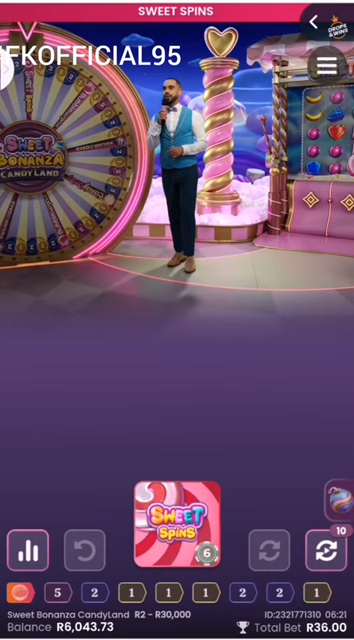 SWEET SPINS
FKOFFICIAL95
DROPS
& WINS
SWEET
BONANZA
CANDYLAND
SWEET
SPINS
6
10
5 2 1 1 1 2 2 1
Sweet Bonanza CandyLand R2 – R30,000 ID:2321771310 06:21
Balance R6,043.73 Total Bet R36.00